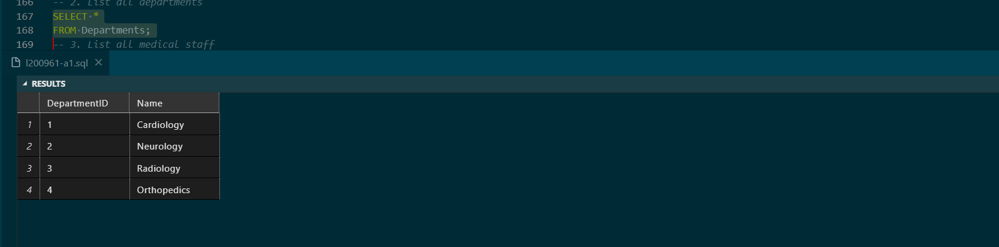 166 -- 2. List all departments
167 SELECT *
168 FROM Departments;
169 -- 3. List all medical staff
l200961-a1.sql
RESULTS
DepartmentID Name
1 1 Cardiology
2 2 Neurology
3 3 Radiology
4 4 Orthopedics